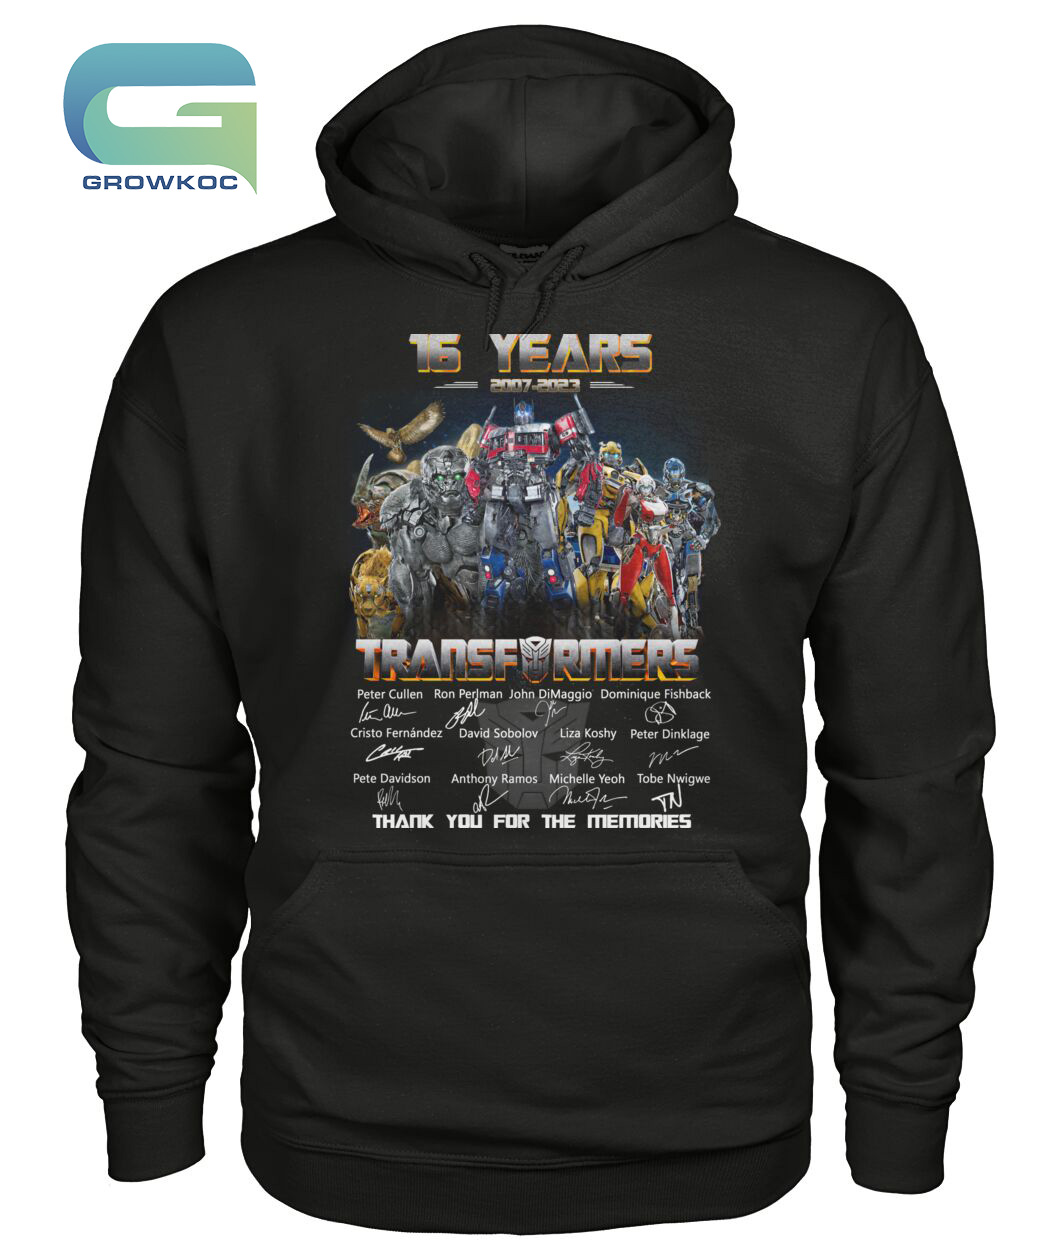 GROWKOC
16 YEARS
2007-2023
TRANSFORMERS
Peter Cullen Ron Perlman John DiMaggio Dominique Fishback
Cristo Fernández David Sobolov Liza Koshy Peter Dinklage
Pete Davidson Anthony Ramos Michelle Yeoh Tobe Nwigwe
THANK YOU FOR THE MEMORIES